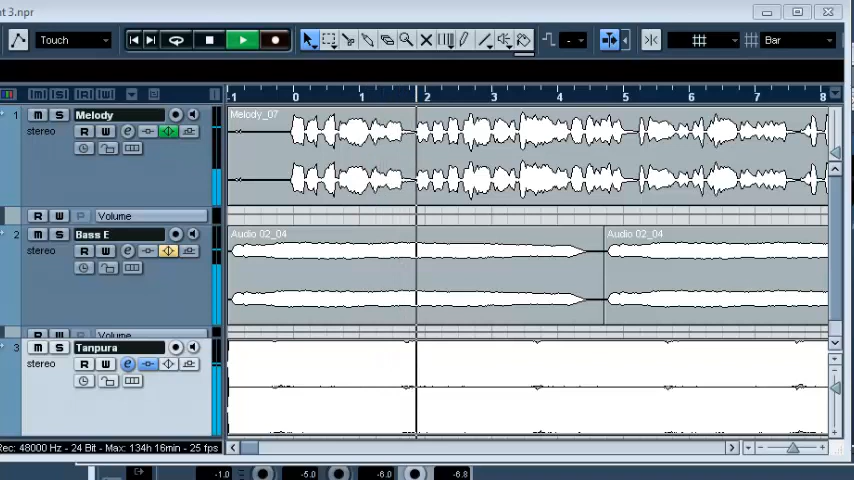 t 3.npr
Touch
Bar
[m] [S] [R] [W]
-1 0 1 2 3 4 5 6 7 8
1 m S Melody
stereo R W e
Melody_07
R W P Volume
2 m S Bass E
stereo R W e
Audio 02_04 Audio 02_04
R W P Volume
3 m S Tanpura
stereo R W e
Rec: 48000 Hz - 24 Bit - Max: 134h 16min - 25 fps
-1.0 -5.0 -6.0 -6.8